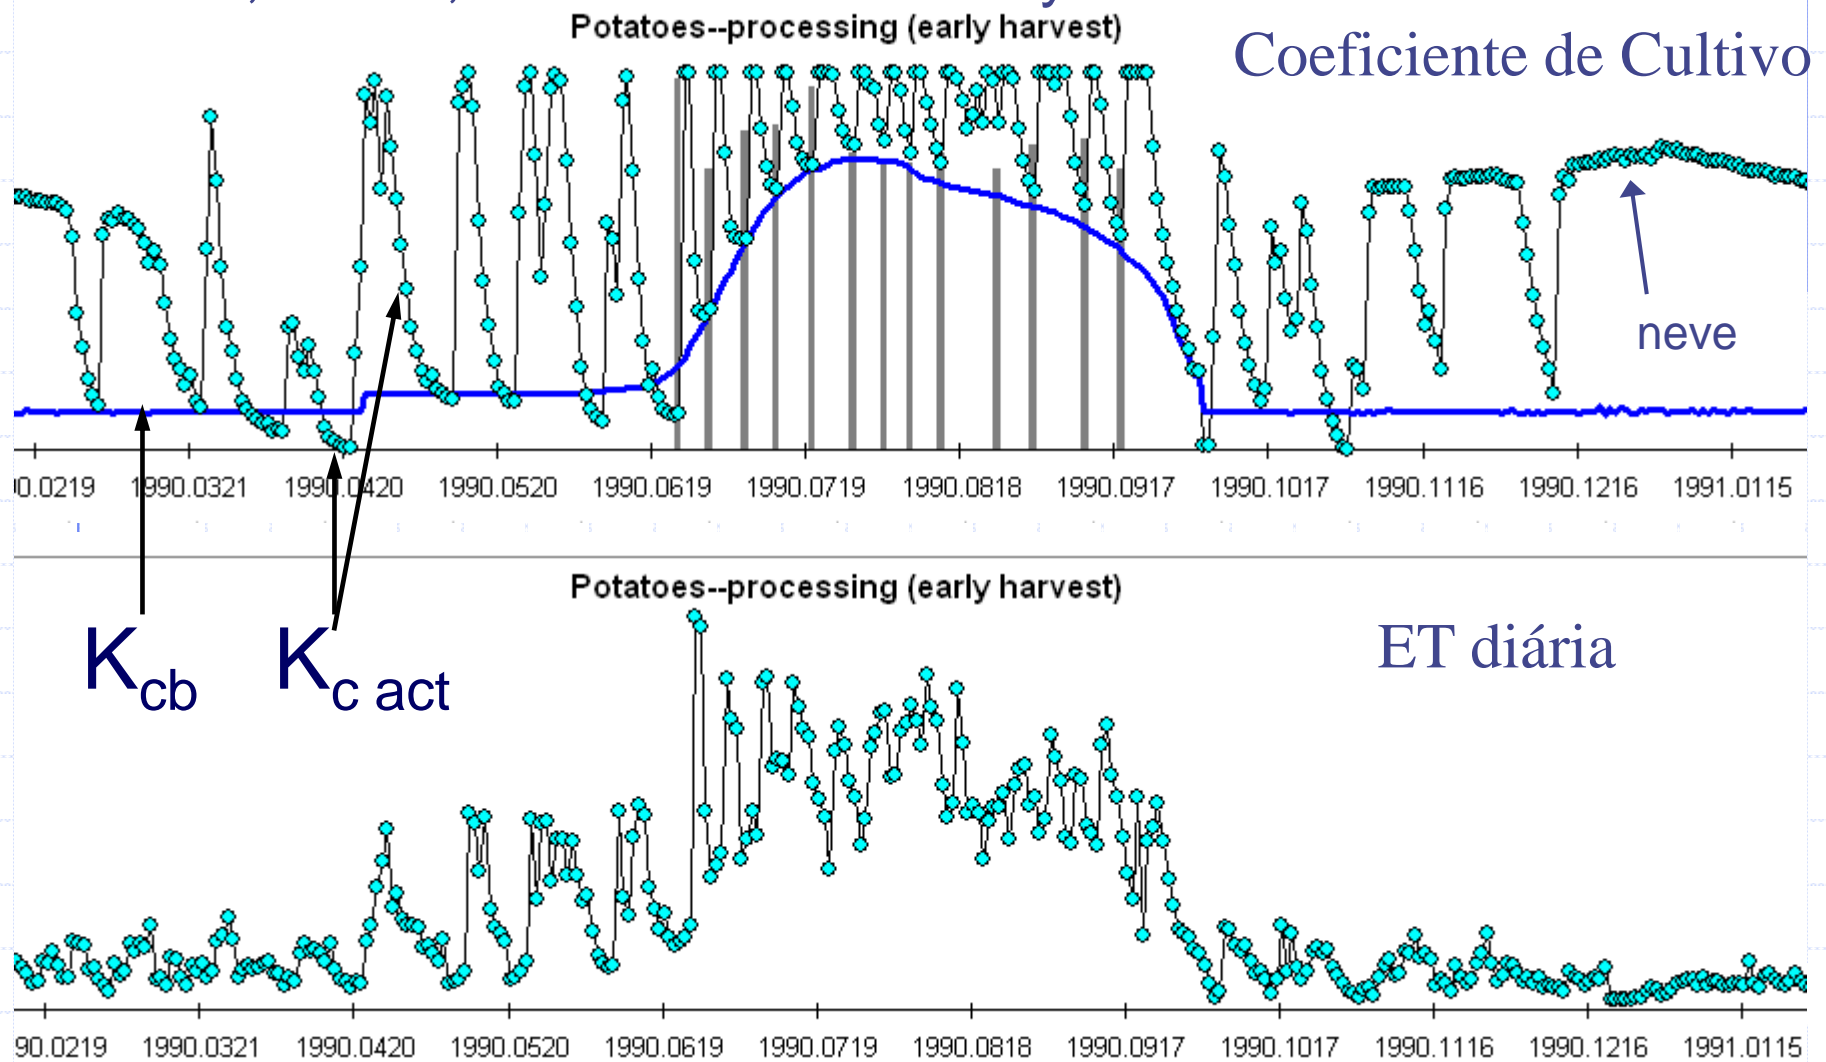 Potatoes--processing (early harvest)
Coeficiente de Cultivo
neve
0.0219 1990.0321 1990.0420 1990.0520 1990.0619 1990.0719 1990.0818 1990.0917 1990.1017 1990.1116 1990.1216 1991.0115
Potatoes--processing (early harvest)
ET diária
Kcb Kc act
90.0219 1990.0321 1990.0420 1990.0520 1990.0619 1990.0719 1990.0818 1990.0917 1990.1017 1990.1116 1990.1216 1991.0115